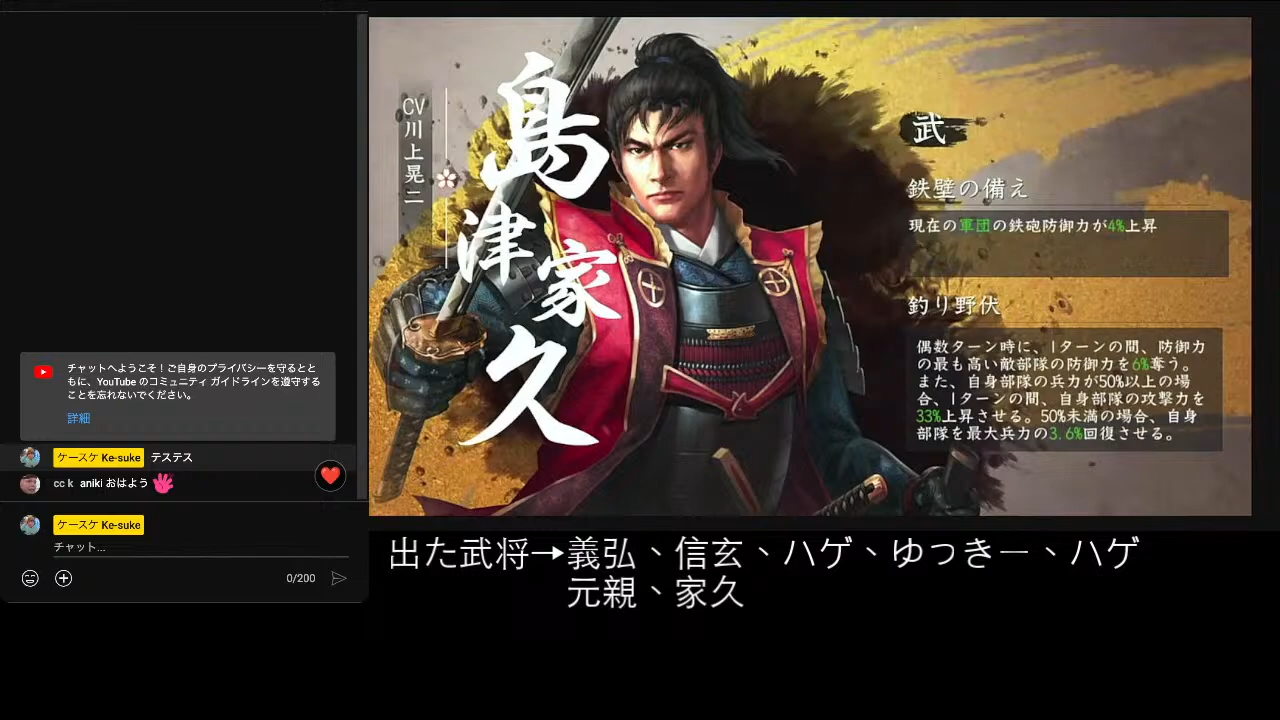 チャットへようこそ！ご自身のプライバシーを守るとと
もに、YouTube のコミュニティ ガイドラインを遵守する
ことを忘れないでください。
詳細
ケースケ Ke-suke テステス
cc k aniki おはよう
ケースケ Ke-suke
チャット...
0/200
CV川上晃二
島津家久
武
鉄壁の備え
現在の軍団の鉄砲防御力が4%上昇
釣り野伏
偶数ターン時に、1ターンの間、防御力
の最も高い敵部隊の防御力を6%奪う。
また、自身部隊の兵力が50%以上の場
合、1ターンの間、自身部隊の攻撃力を
33%上昇させる。50%未満の場合、自身
部隊を最大兵力の3.6%回復させる。
出た武将→義弘、信玄、ハゲ、ゆっきー、ハゲ
元親、家久